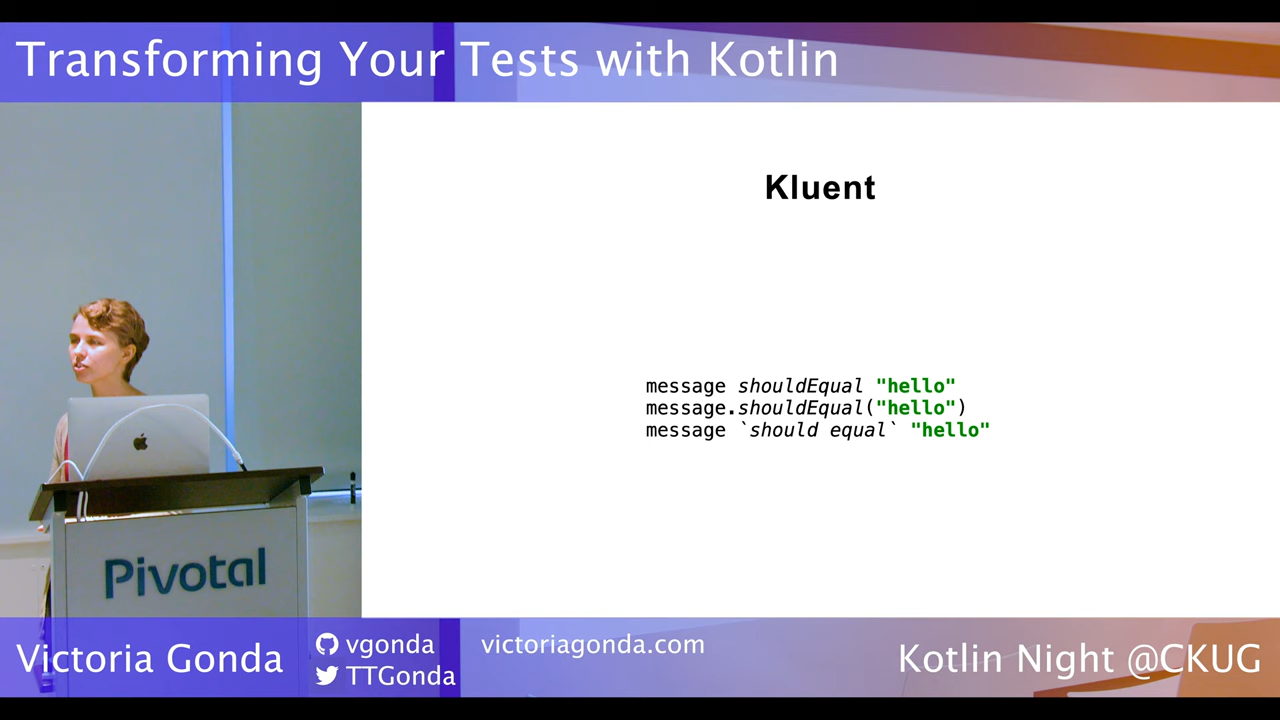 Transforming Your Tests with Kotlin
Kluent
message shouldEqual "hello"
message.shouldEqual("hello")
message `should equal` "hello"
Pivotal
Victoria Gonda
vgonda
TTGonda
victoriagonda.com
Kotlin Night @CKUG